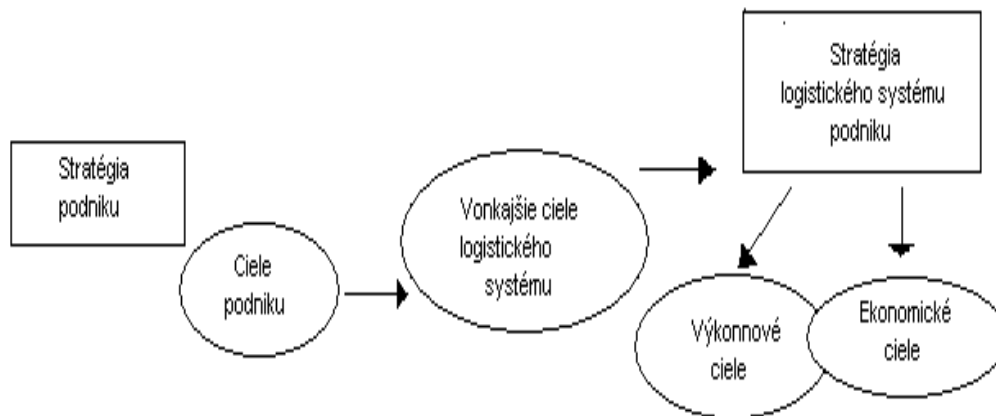 Stratégia
podniku
Ciele
podniku
Vonkajšie ciele
logistického
systému
Stratégia
logistického systému
podniku
Výkonnové
ciele
Ekonomické
ciele